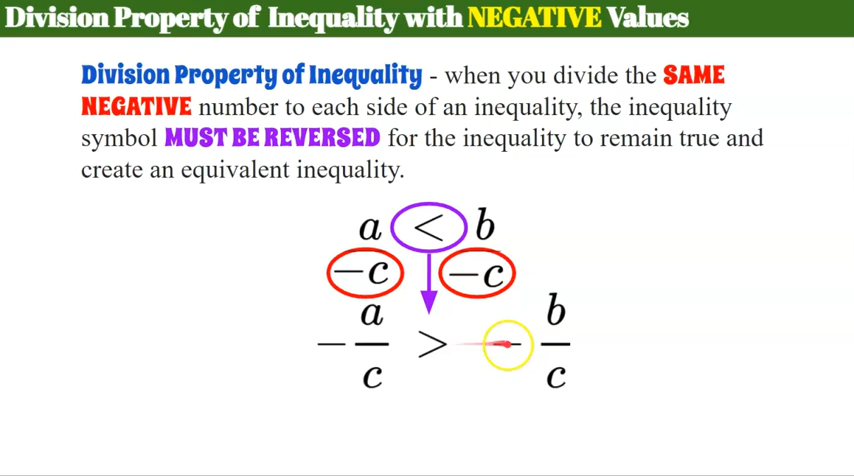 Division Property of Inequality with NEGATIVE Values
Division Property of Inequality - when you divide the SAME
NEGATIVE number to each side of an inequality, the inequality
symbol MUST BE REVERSED for the inequality to remain true and
create an equivalent inequality.
a < b
−c −c
−a/c > −b/c